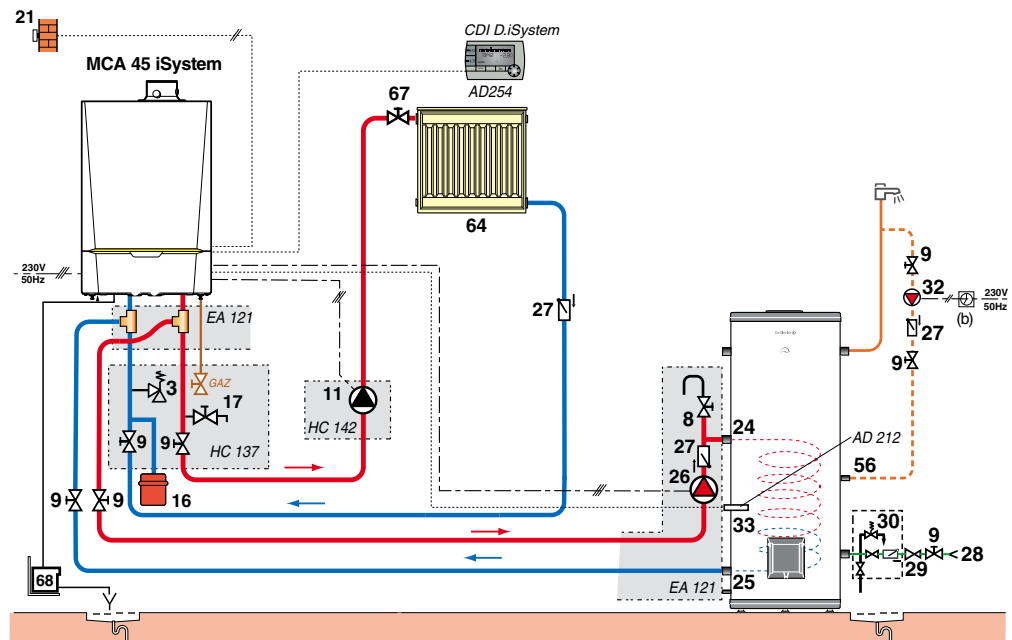 21
CDI D.iSystem
MCA 45 iSystem
AD254
67
64
230V
50Hz
9
32
230V
50Hz
(b)
27
9
27
EA 121
3
GAZ
17
11
HC 142
9
9
HC 137
8
24
27
AD 212
26
56
16
9
9
33
30
9
28
29
68
25
EA 121